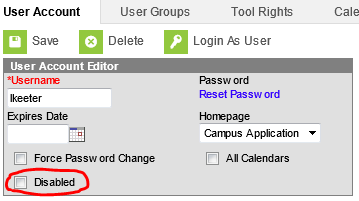 User Account User Groups Tool Rights Cale
Save Delete Login As User
User Account Editor
*Username Password
lkeeter Reset Password
Expires Date Homepage
Campus Application
Force Password Change All Calendars
Disabled